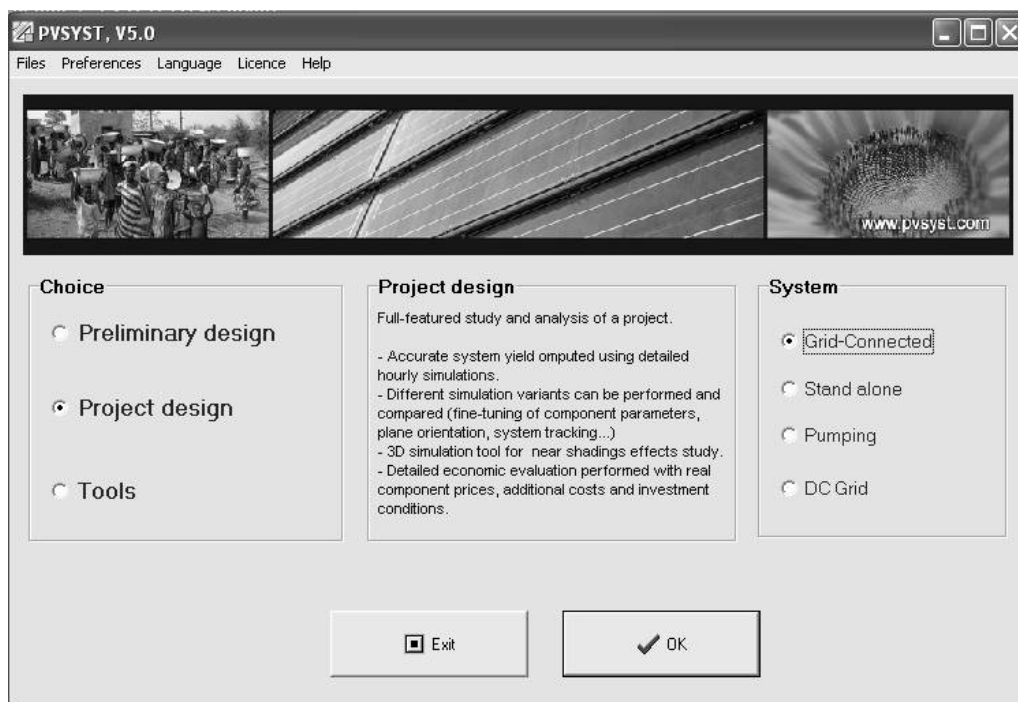 PVSYST, V5.0
Files Preferences Language Licence Help
www.pvsyst.com
Choice
Preliminary design
Project design
Tools
Project design
Full-featured study and analysis of a project.
- Accurate system yield omputed using detailed
hourly simulations.
- Different simulation variants can be performed and
compared (fine-tuning of component parameters,
plane orientation, system tracking...)
- 3D simulation tool for near shadings effects study.
- Detailed economic evaluation performed with real
component prices, additional costs and investment
conditions.
System
Grid-Connected
Stand alone
Pumping
DC Grid
Exit
OK